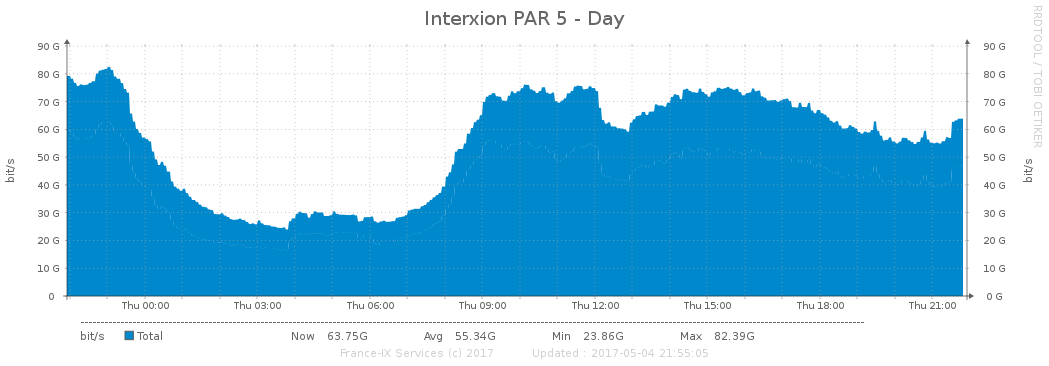 Interxion PAR 5 - Day
RRDTOOL / TOBI OETIKER
bit/s
90 G
80 G
70 G
60 G
50 G
40 G
30 G
20 G
10 G
0
90 G
80 G
70 G
60 G
50 G
40 G
30 G
20 G
10 G
0 G
bit/s
Thu 00:00 Thu 03:00 Thu 06:00 Thu 09:00 Thu 12:00 Thu 15:00 Thu 18:00 Thu 21:00
bit/s Total Now 63.75G Avg 55.34G Min 23.86G Max 82.39G
France-IX Services (c) 2017 Updated : 2017-05-04 21:55:05